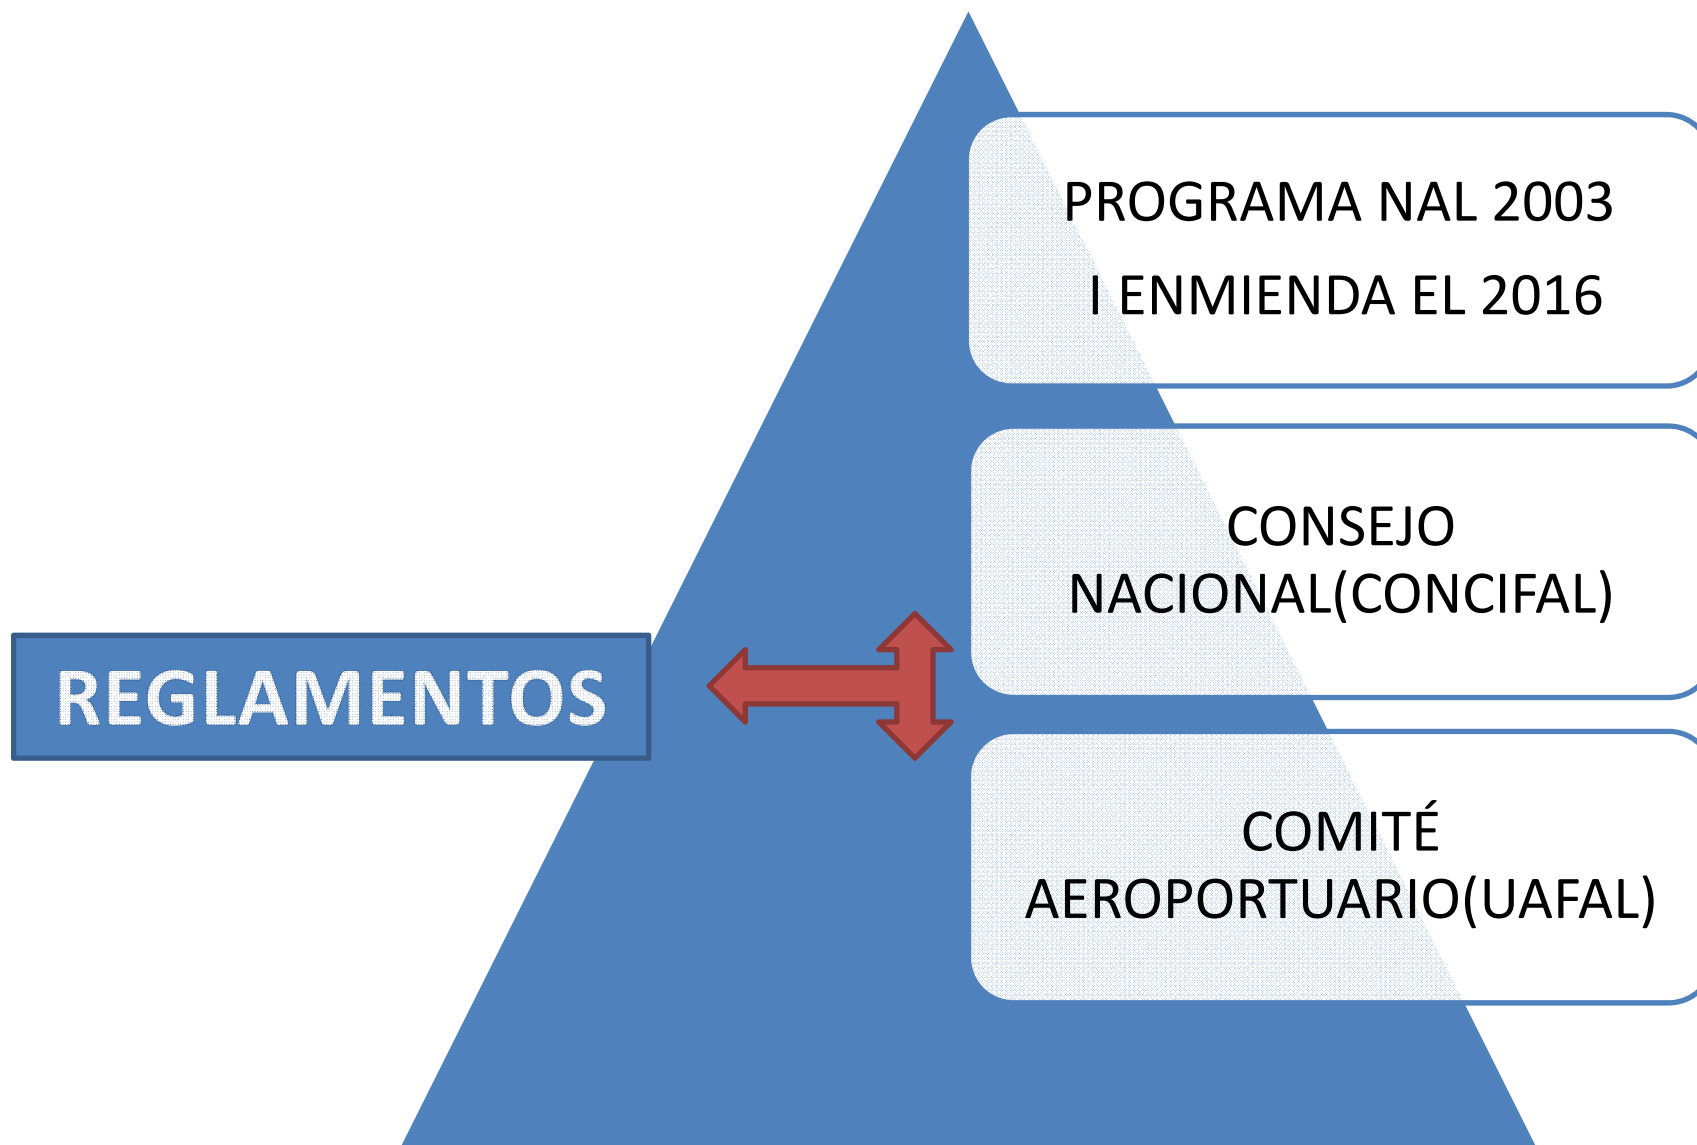 PROGRAMA NAL 2003
I ENMIENDA EL 2016
CONSEJO
NACIONAL(CONCIFAL)
REGLAMENTOS
COMITÉ
AEROPORTUARIO(UAFAL)